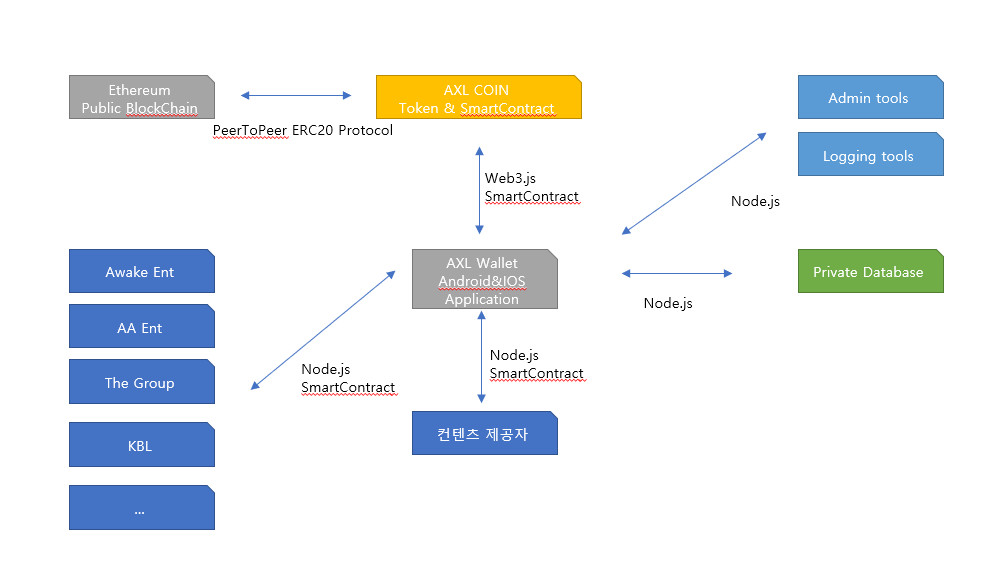 Ethereum
Public BlockChain
AXL COIN
Token & SmartContract
PeerToPeer ERC20 Protocol
Admin tools
Logging tools
Web3.js
SmartContract
Node.js
Awake Ent
AA Ent
The Group
KBL
...
AXL Wallet
Android&IOS
Application
Private Database
Node.js
Node.js
SmartContract
Node.js
SmartContract
컨텐츠 제공자